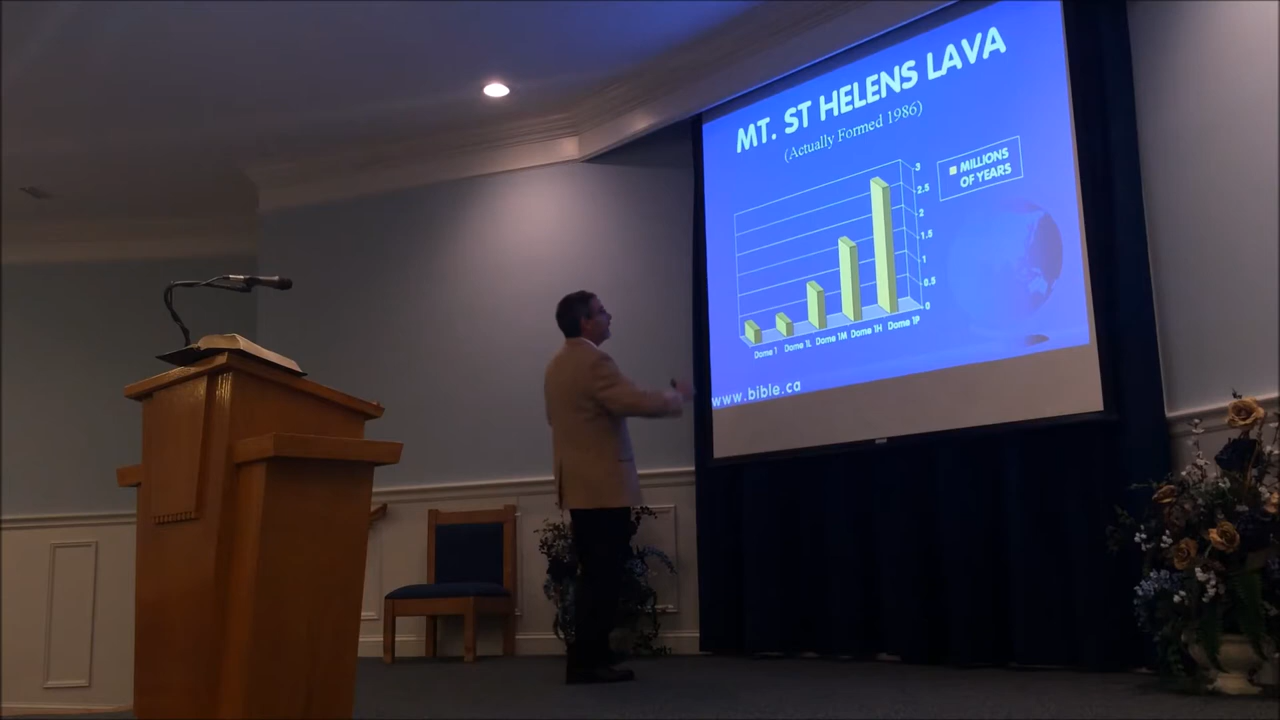 MT. ST HELENS LAVA
(Actually Formed 1986)
MILLIONS
OF YEARS
3
2.5
2
1.5
1
0.5
0
Dome 1 Dome 1L Dome 1M Dome 1H Dome 1P
www.bible.ca